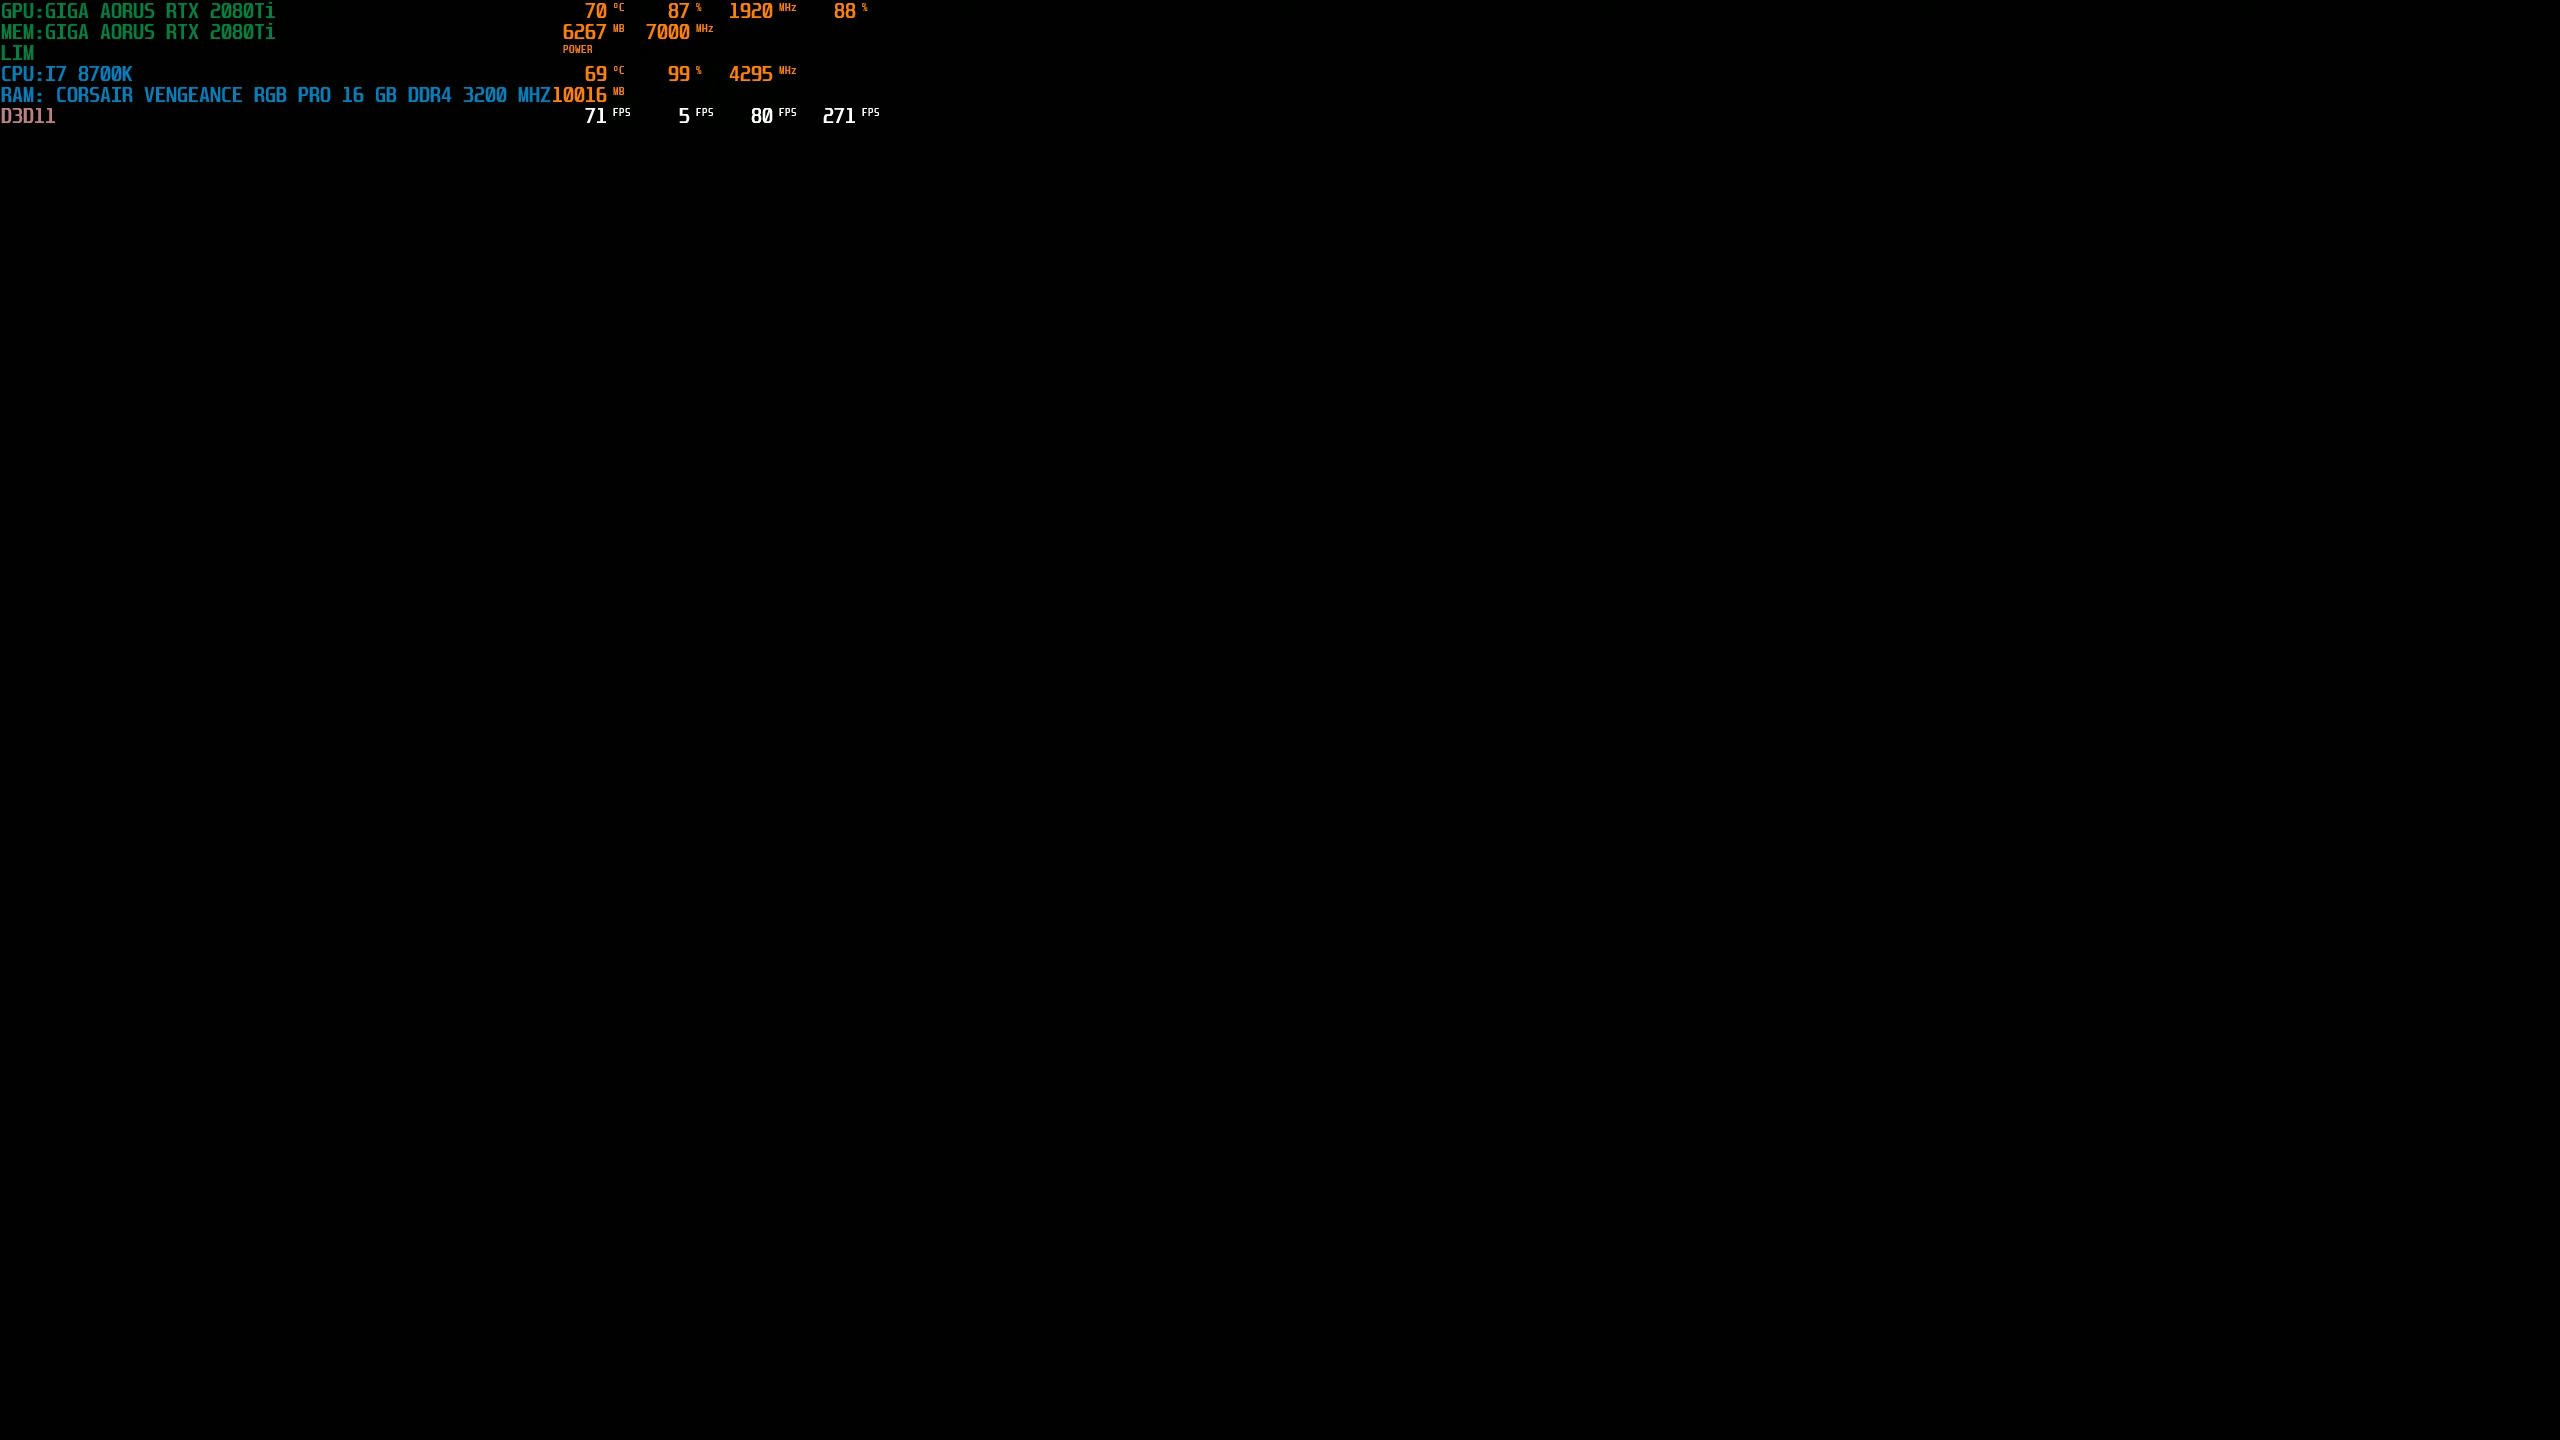 GPU:GIGA AORUS RTX 2080Ti 70 °C 87 % 1920 MHz 88 %
MEM:GIGA AORUS RTX 2080Ti 6267 MB 7000 MHz
LIM POWER
CPU:I7 8700K 69 °C 99 % 4295 MHz
RAM: CORSAIR VENGEANCE RGB PRO 16 GB DDR4 3200 MHZ 10016 MB
D3D11 71 FPS 5 FPS 80 FPS 271 FPS